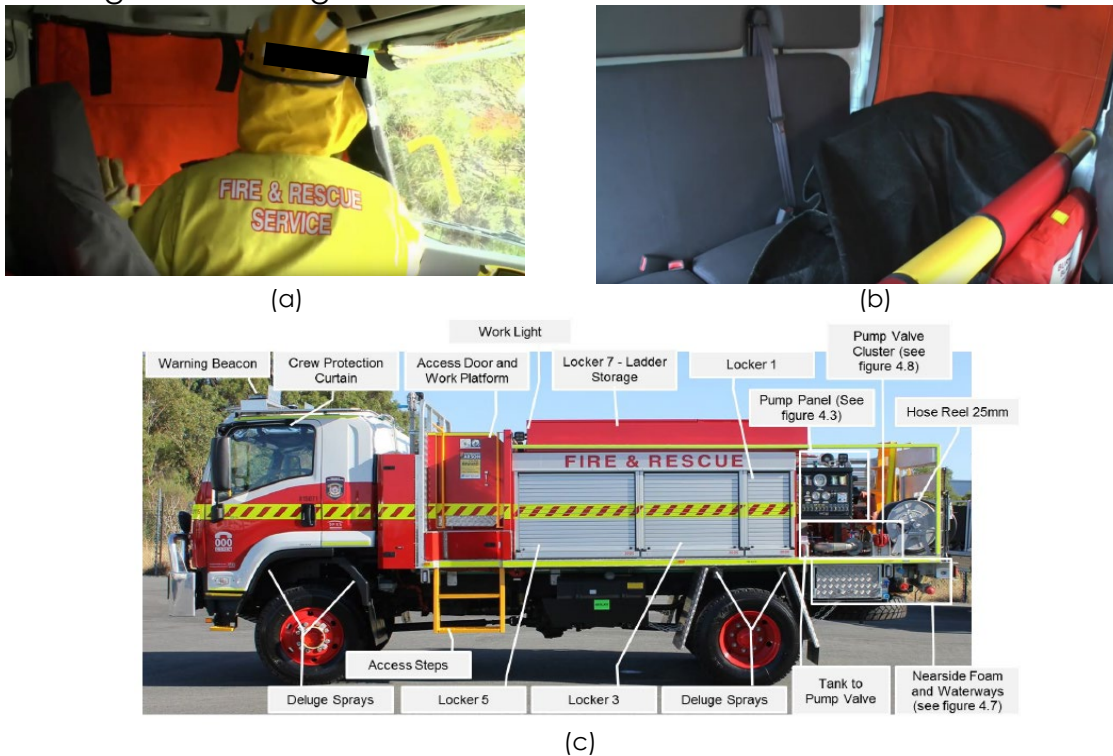 FIRE & RESCUE
SERVICE
(a)
(b)
Work Light
Warning Beacon
Crew Protection
Curtain
Access Door and
Work Platform
Locker 7 - Ladder
Storage
Locker 1
Pump Valve
Cluster (see
figure 4.8)
Pump Panel (See
figure 4.3)
Hose Reel 25mm
FIRE & RESCUE
000
Access Steps
Deluge Sprays
Locker 5
Locker 3
Deluge Sprays
Tank to
Pump Valve
Nearside Foam
and Waterways
(see figure 4.7)
(c)